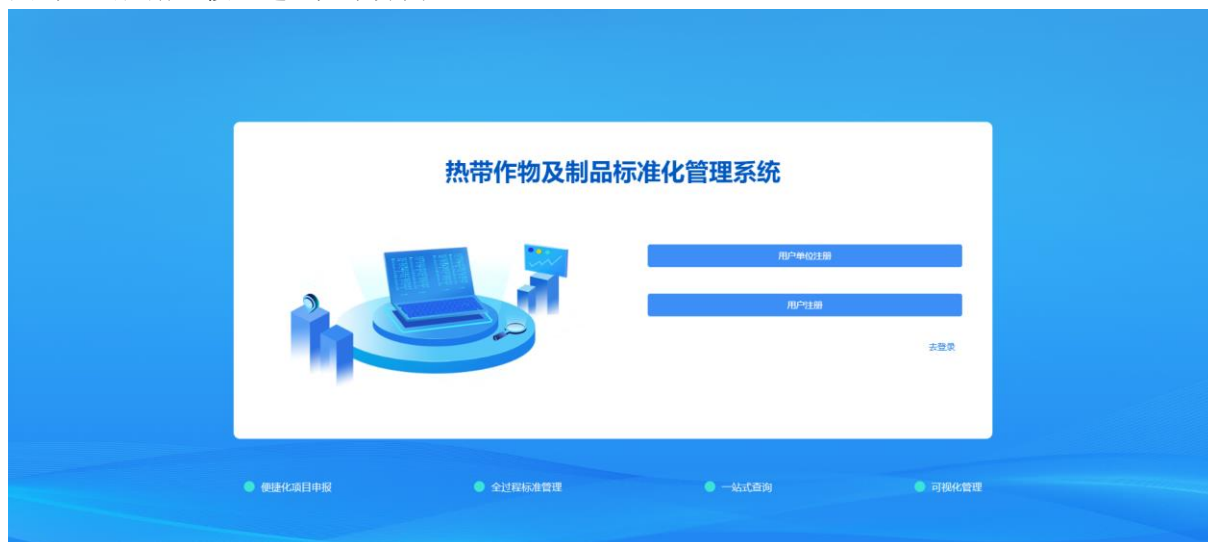 热带作物及制品标准化管理系统
用户单位注册
用户注册
去登录
便捷化项目申报
全过程标准管理
一站式查询
可视化管理